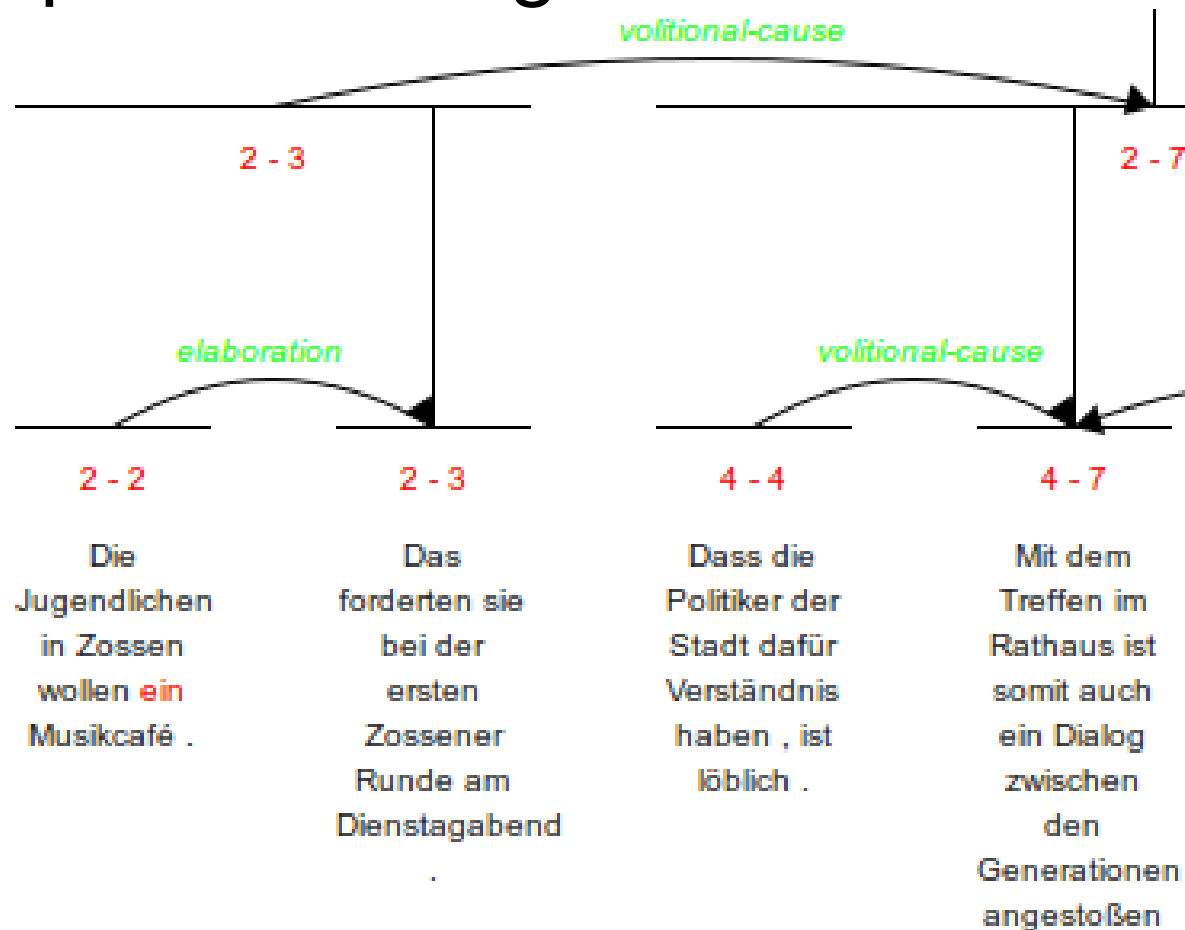 volitional-cause
2 - 3
2 - 7
elaboration
volitional-cause
2 - 2
2 - 3
4 - 4
4 - 7
Die
Jugendlichen
in Zossen
wollen ein
Musikcafé .
Das
forderten sie
bei der
ersten
Zossener
Runde am
Dienstagabend
.
Dass die
Politiker der
Stadt dafür
Verständnis
haben , ist
löblich .
Mit dem
Treffen im
Rathaus ist
somit auch
ein Dialog
zwischen
den
Generationen
angestoßen